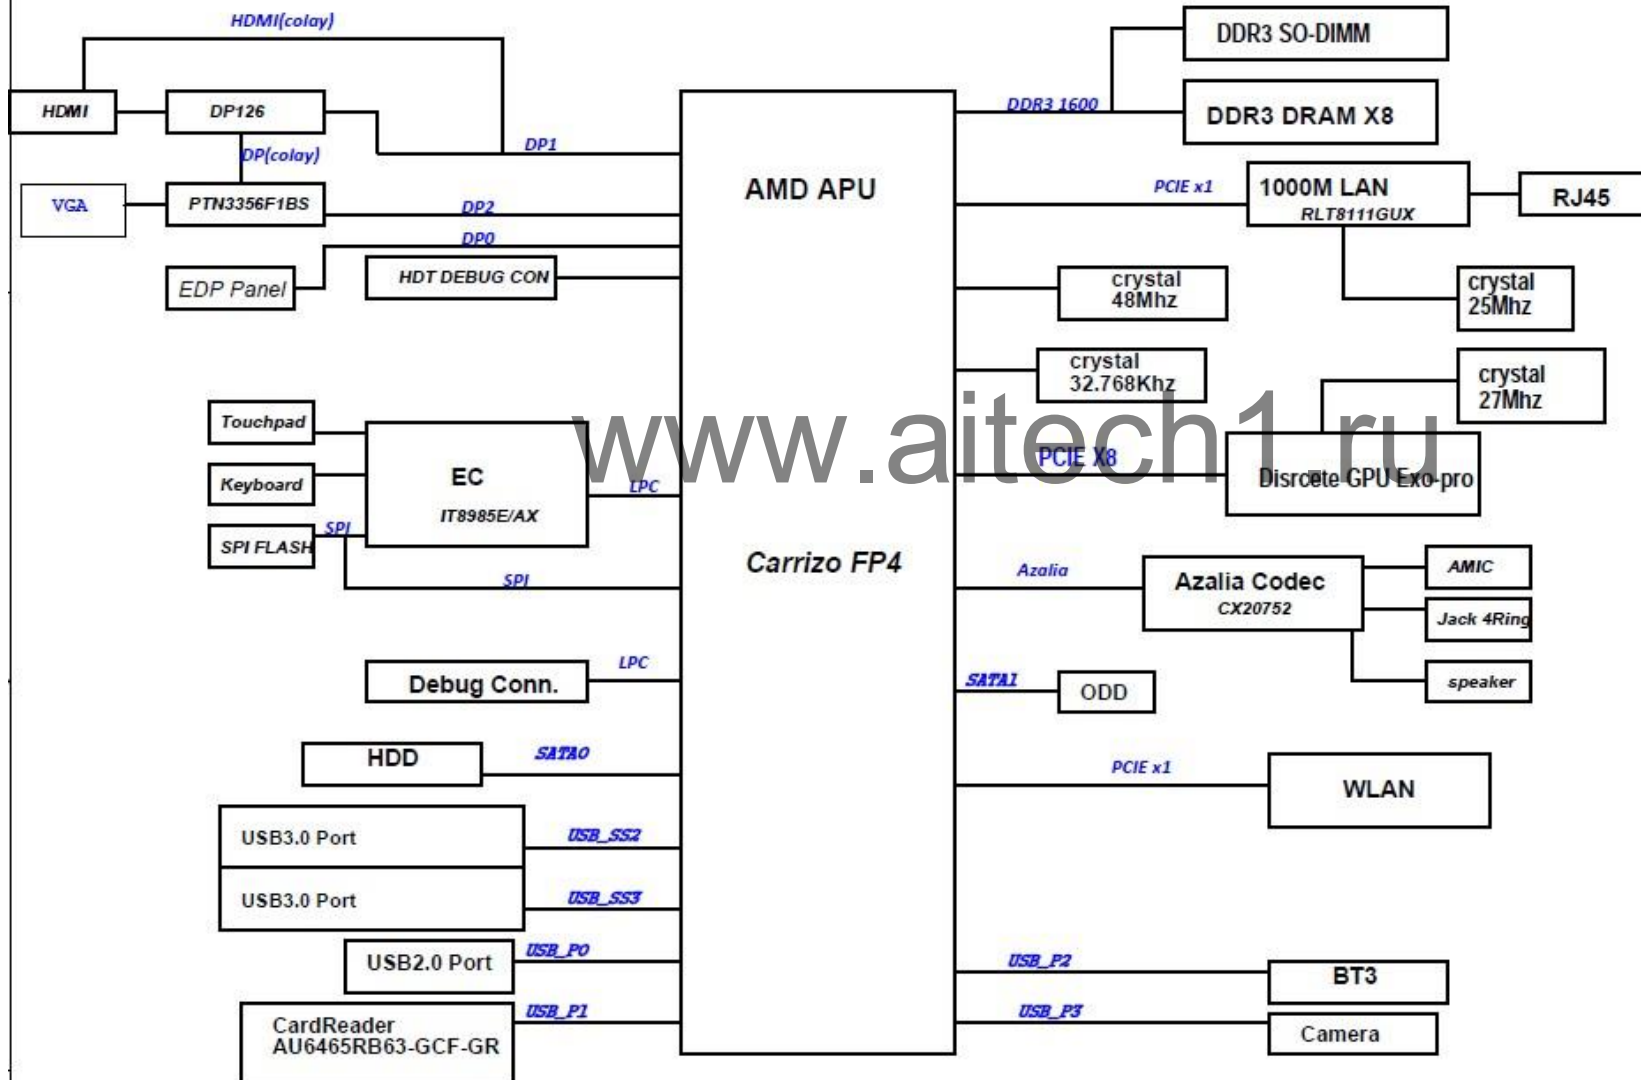 HDMI(colay)
DDR3 SO-DIMM
HDMI
DP126
DDR3 1600
DDR3 DRAM X8
DP1
DP(colay)
AMD APU
PCIE x1
1000M LAN
RLT8111GUX
RJ45
VGA
PTN3356F1BS
DP2
DP0
EDP Panel
HDT DEBUG CON
crystal
48Mhz
crystal
25Mhz
crystal
32.768Khz
crystal
27Mhz
www.aitech1.ru
Touchpad
Keyboard
SPI FLASH
SPI
EC
IT8985E/AX
LPC
PCIE X8
Disrcete GPU Exo-pro
Carrizo FP4
SPI
Azalia
Azalia Codec
CX20752
AMIC
Jack 4Ring
speaker
Debug Conn.
LPC
SATA1
ODD
HDD
SATA0
PCIE x1
WLAN
USB3.0 Port
USB_SS2
USB3.0 Port
USB_SS3
USB2.0 Port
USB_P0
USB_P2
BT3
CardReader
AU6465RB63-GCF-GR
USB_P1
USB_P3
Camera